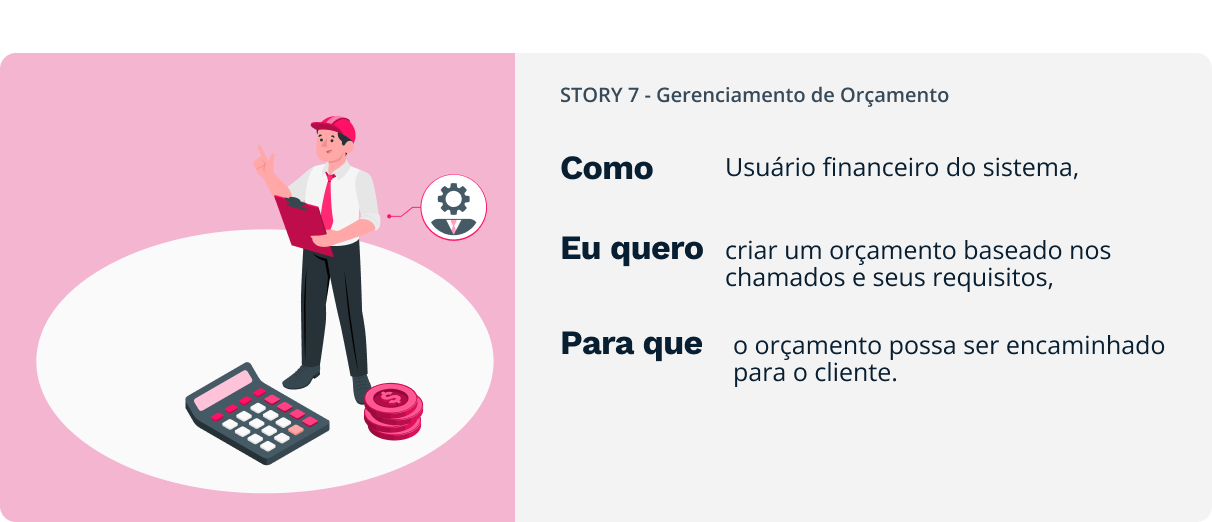 STORY 7 - Gerenciamento de Orçamento
Como Usuário financeiro do sistema,
Eu quero criar um orçamento baseado nos
chamados e seus requisitos,
Para que o orçamento possa ser encaminhado
para o cliente.